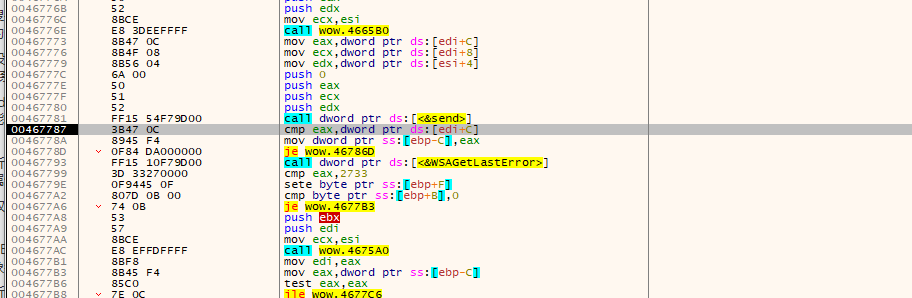 0046776B 52 push edx
0046776C 8BCE mov ecx,esi
0046776E E8 3DEEFFFF call wow.4665B0
00467773 8B47 0C mov eax,dword ptr ds:[edi+C]
00467776 8B4F 08 mov ecx,dword ptr ds:[edi+8]
00467779 8B56 04 mov edx,dword ptr ds:[esi+4]
0046777C 6A 00 push 0
0046777E 50 push eax
0046777F 51 push ecx
00467780 52 push edx
00467781 FF15 54F79D00 call dword ptr ds:[<&send>]
00467787 3B47 0C cmp eax,dword ptr ds:[edi+C]
0046778A 8945 F4 mov dword ptr ss:[ebp-C],eax
0046778D 0F84 DA000000 je wow.46786D
00467793 FF15 10F79D00 call dword ptr ds:[<&WSAGetLastError>]
00467799 3D 33270000 cmp eax,2733
0046779E 0F9445 0F sete byte ptr ss:[ebp+F]
004677A2 807D 0B 00 cmp byte ptr ss:[ebp+B],0
004677A6 74 0B je wow.4677B3
004677A8 53 push ebx
004677A9 57 push edi
004677AA 8BCE mov ecx,esi
004677AC E8 EFFDFFFF call wow.4675A0
004677B1 8BF8 mov edi,eax
004677B3 8B45 F4 mov eax,dword ptr ss:[ebp-C]
004677B6 85C0 test eax,eax
004677B8 7E 0C jle wow.4677C6